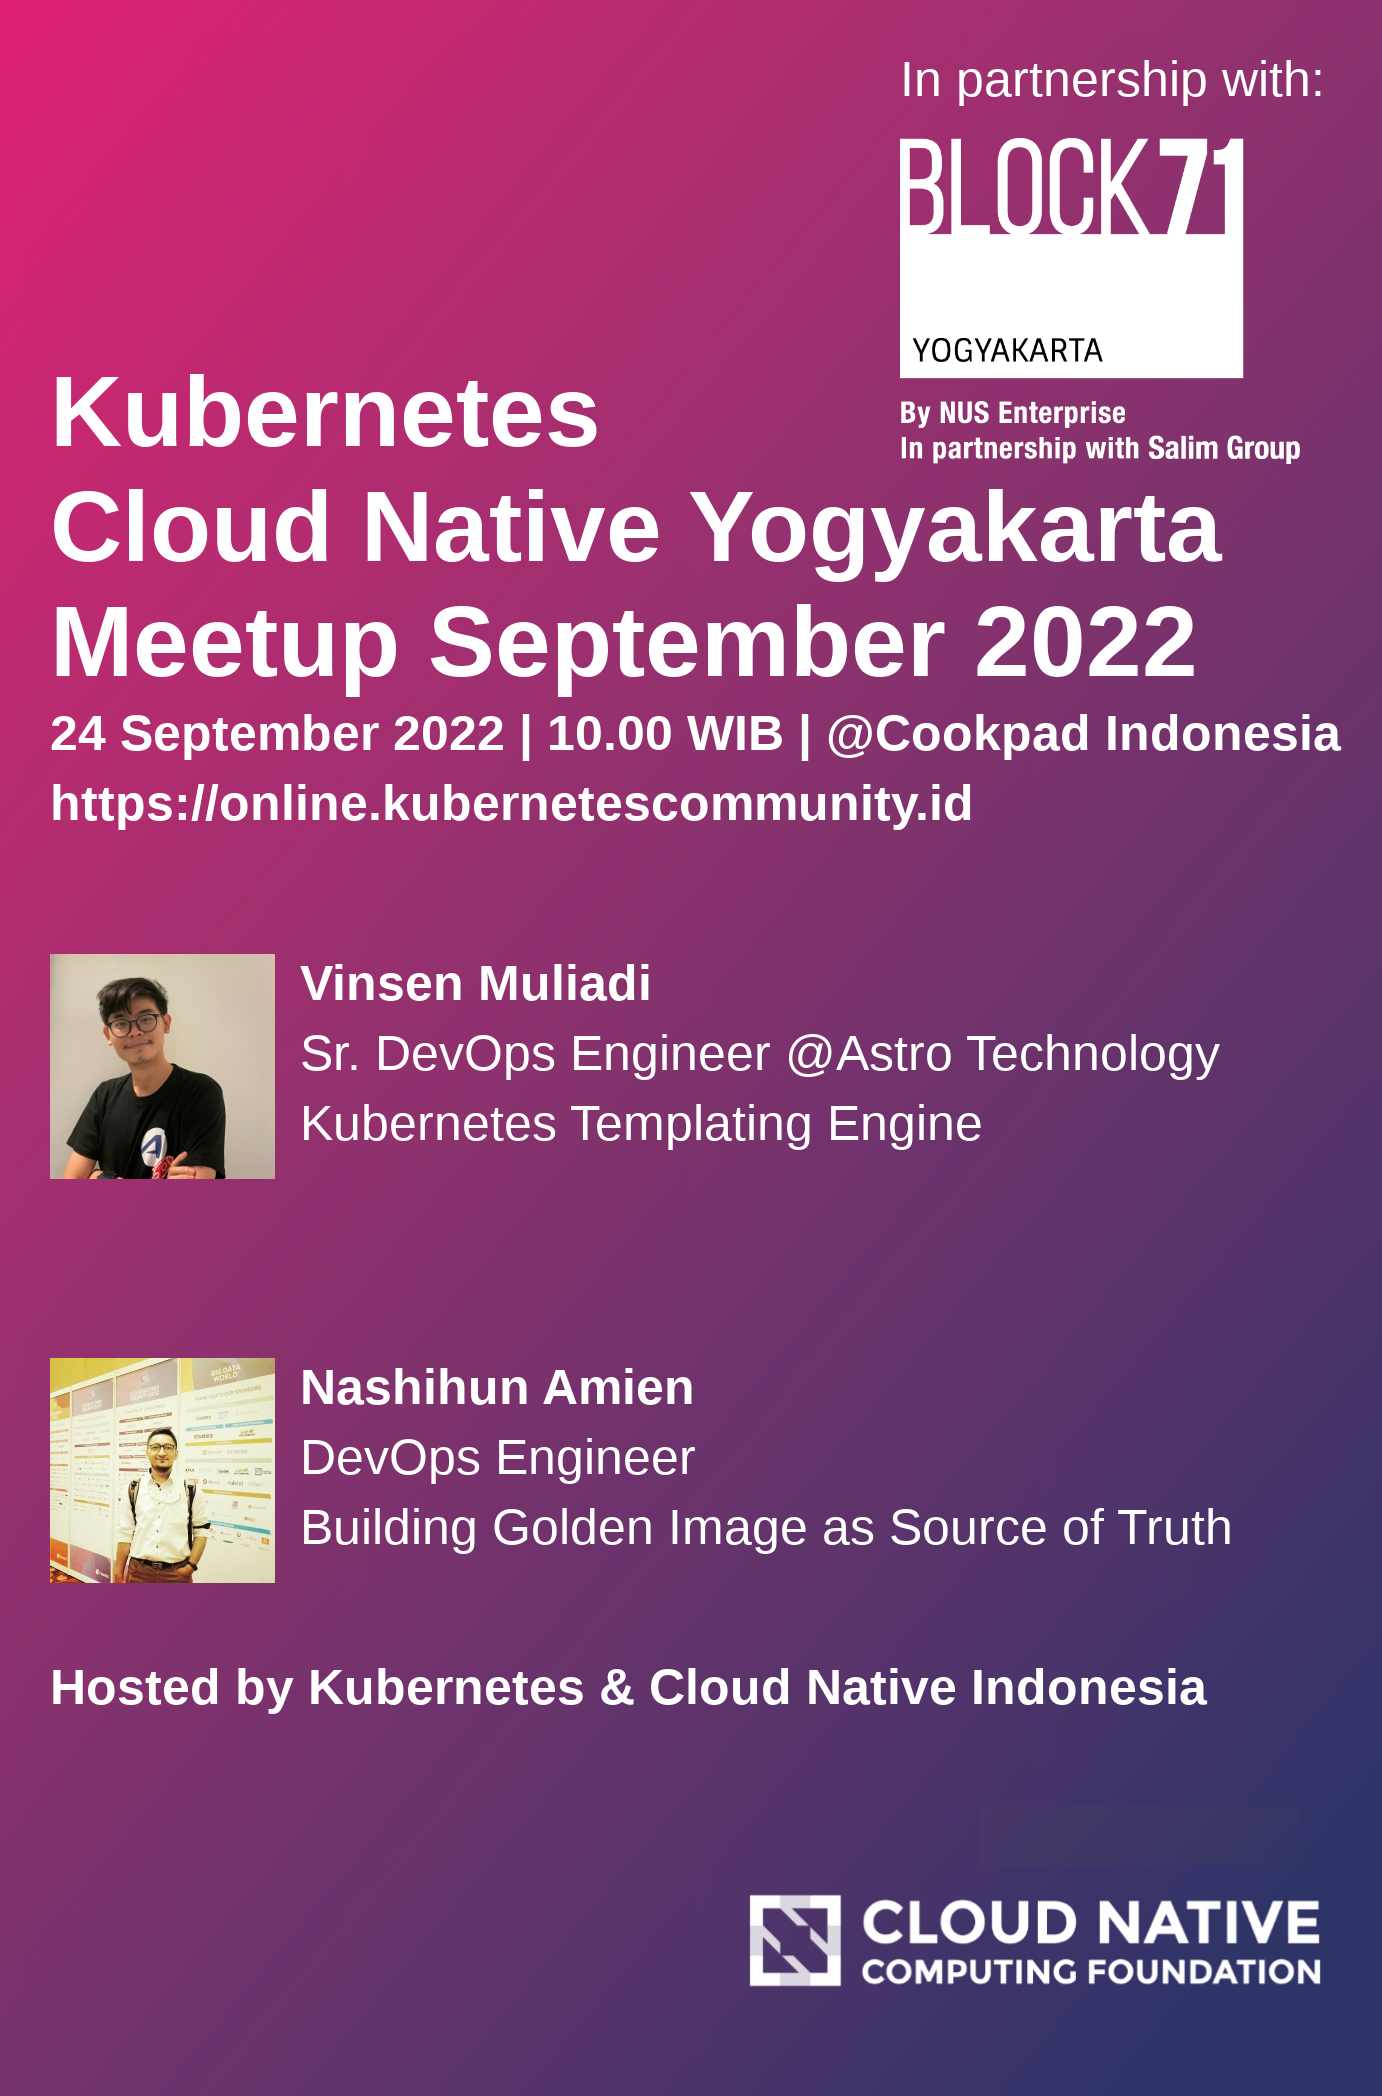 In partnership with:
BLOCK71
YOGYAKARTA
By NUS Enterprise
In partnership with Salim Group
Kubernetes
Cloud Native Yogyakarta
Meetup September 2022
24 September 2022 | 10.00 WIB | @Cookpad Indonesia
https://online.kubernetescommunity.id
Vinsen Muliadi
Sr. DevOps Engineer @Astro Technology
Kubernetes Templating Engine
BIG DATA
WORLD
Nashihun Amien
DevOps Engineer
Building Golden Image as Source of Truth
Hosted by Kubernetes & Cloud Native Indonesia
CLOUD NATIVE
COMPUTING FOUNDATION